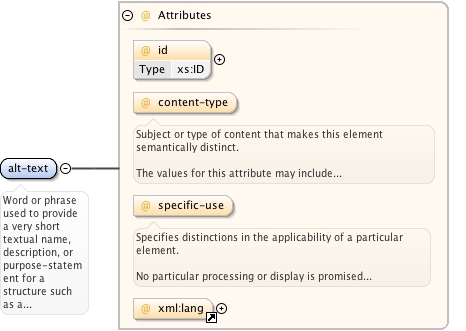 @ Attributes
@ id
Type xs:ID
@ content-type
Subject or type of content that makes this element
semantically distinct.
The values for this attribute may include...
alt-text
Word or phrase
used to provide
a very short
textual name,
description, or
purpose-statem
ent for a
structure such
as a...
@ specific-use
Specifies distinctions in the applicability of a particular
element.
No particular processing or display is promised...
@ xml:lang